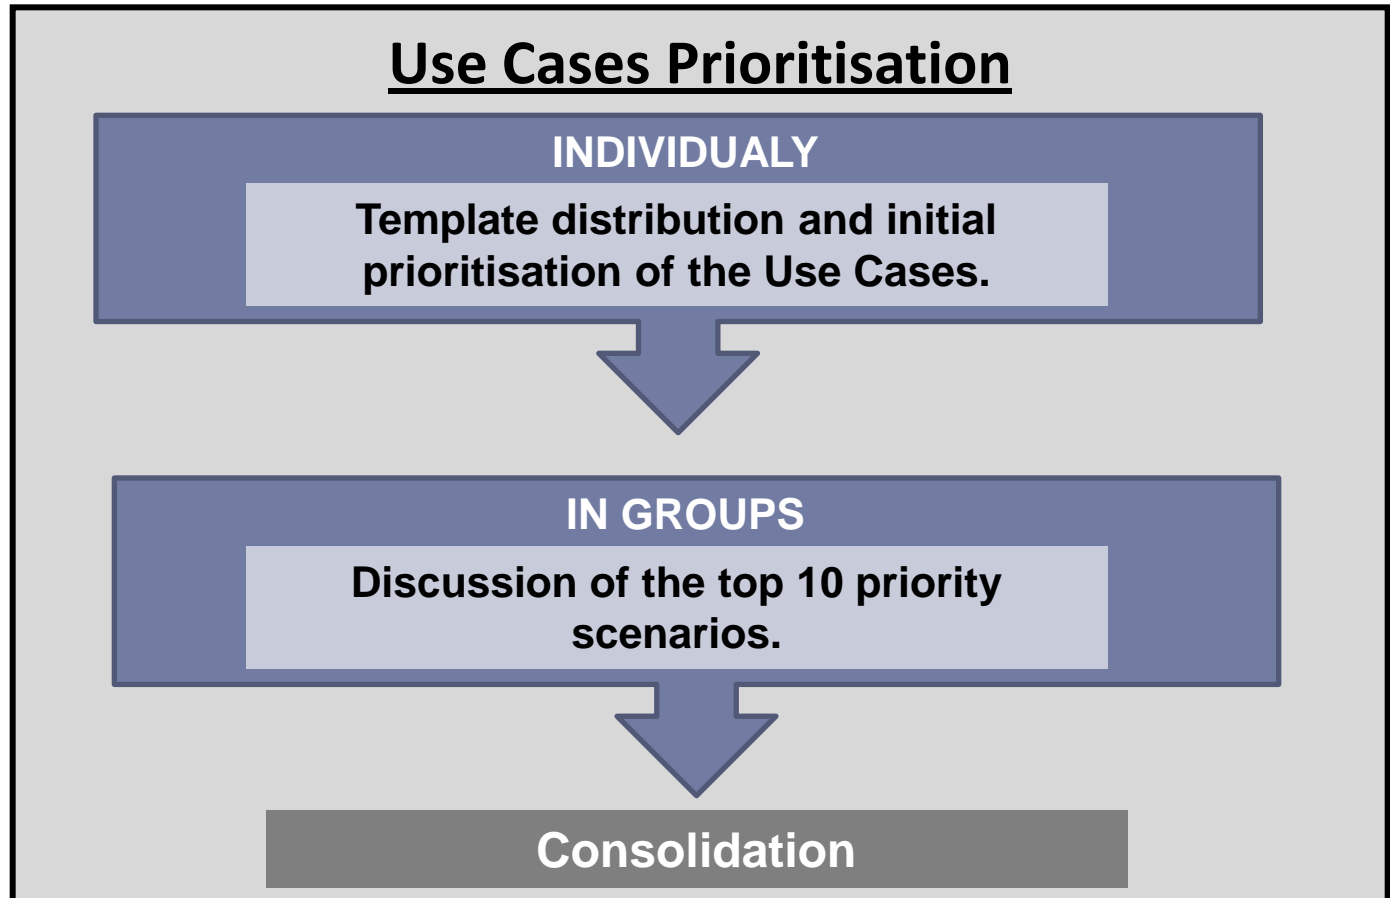 Use Cases Prioritisation
INDIVIDUALY
Template distribution and initial
prioritisation of the Use Cases.
IN GROUPS
Discussion of the top 10 priority
scenarios.
Consolidation